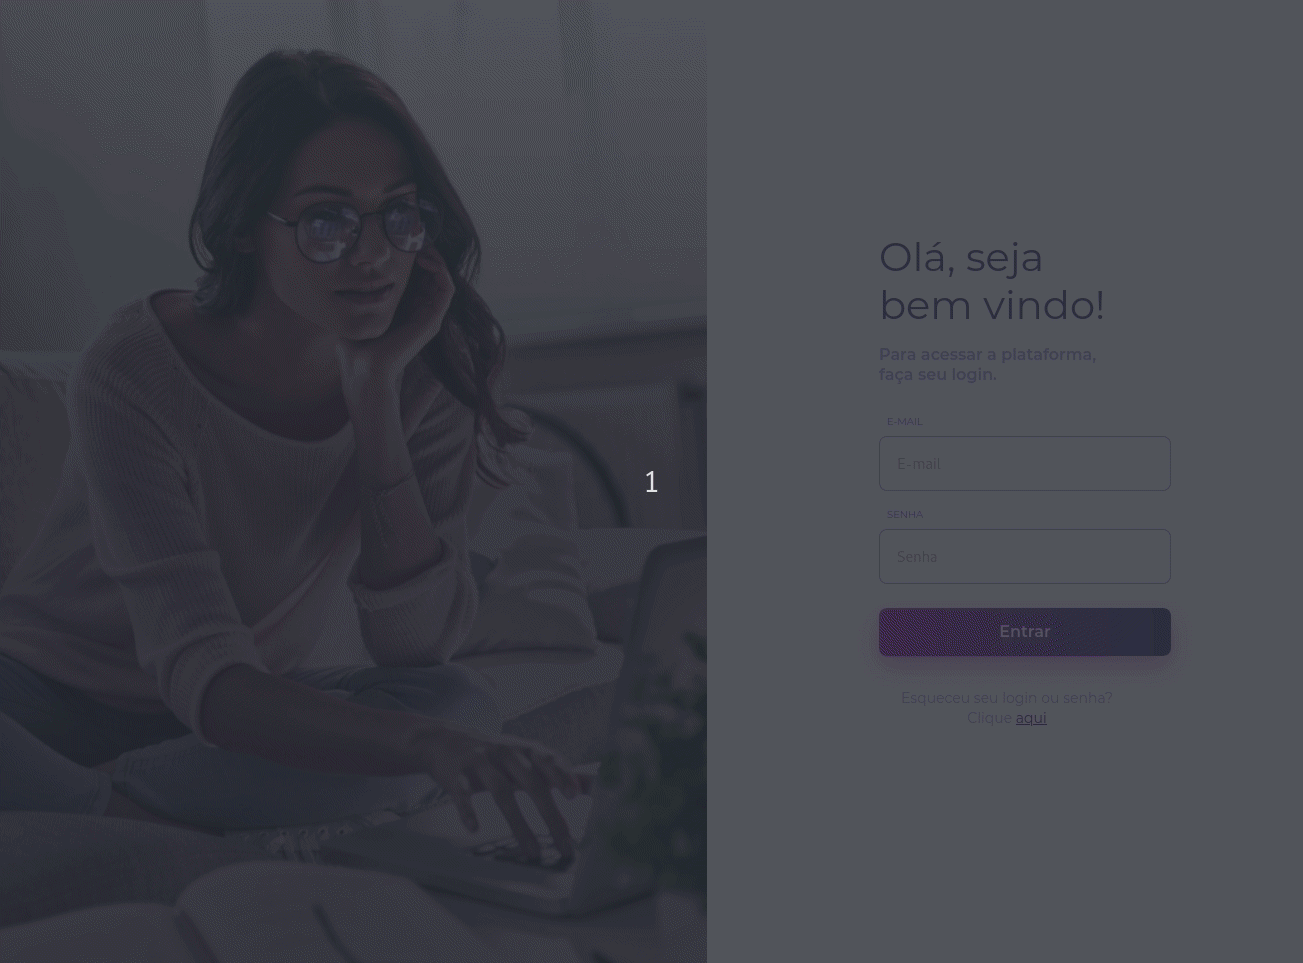 Olá, seja
bem vindo!
Para acessar a plataforma,
faça seu login.
E-MAIL
E-mail
1
SENHA
Senha
Entrar
Esqueceu seu login ou senha?
Clique aqui